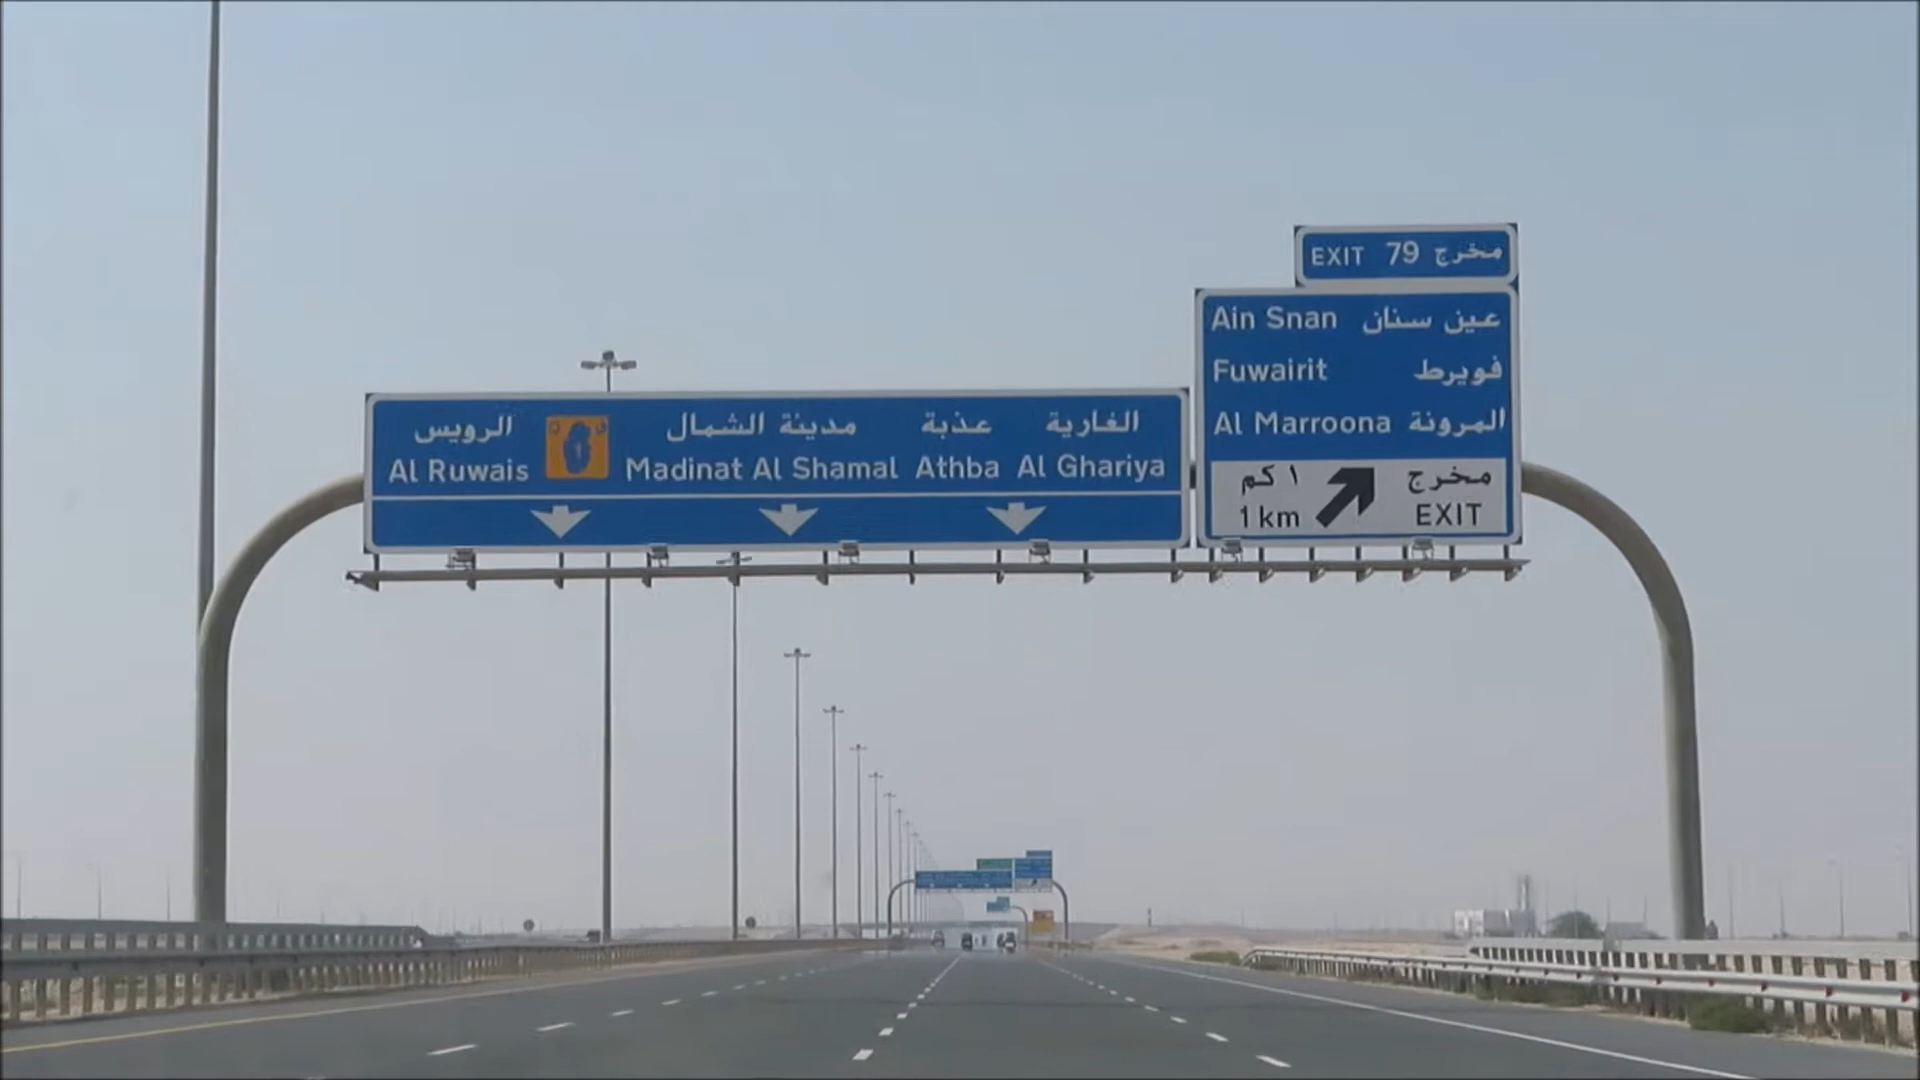 الرويس مدينة الشمال عذبة الغارية
Al Ruwais Madinat Al Shamal Athba Al Ghariya
EXIT 79 مخرج
Ain Snan عين سنان
Fuwairit فويرط
Al Marroona المرونة
١ كم مخرج
1 km EXIT